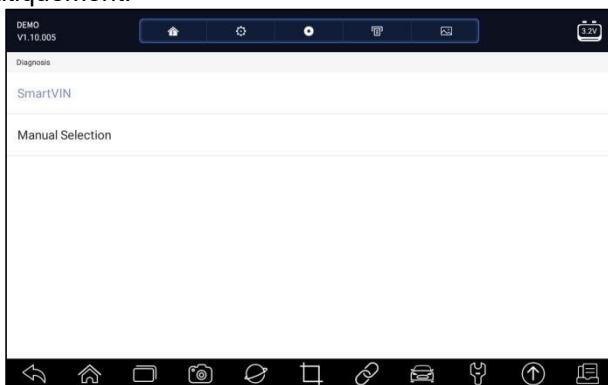 DEMO
V1.10.005
3.2V
Diagnosis
SmartVIN
Manual Selection